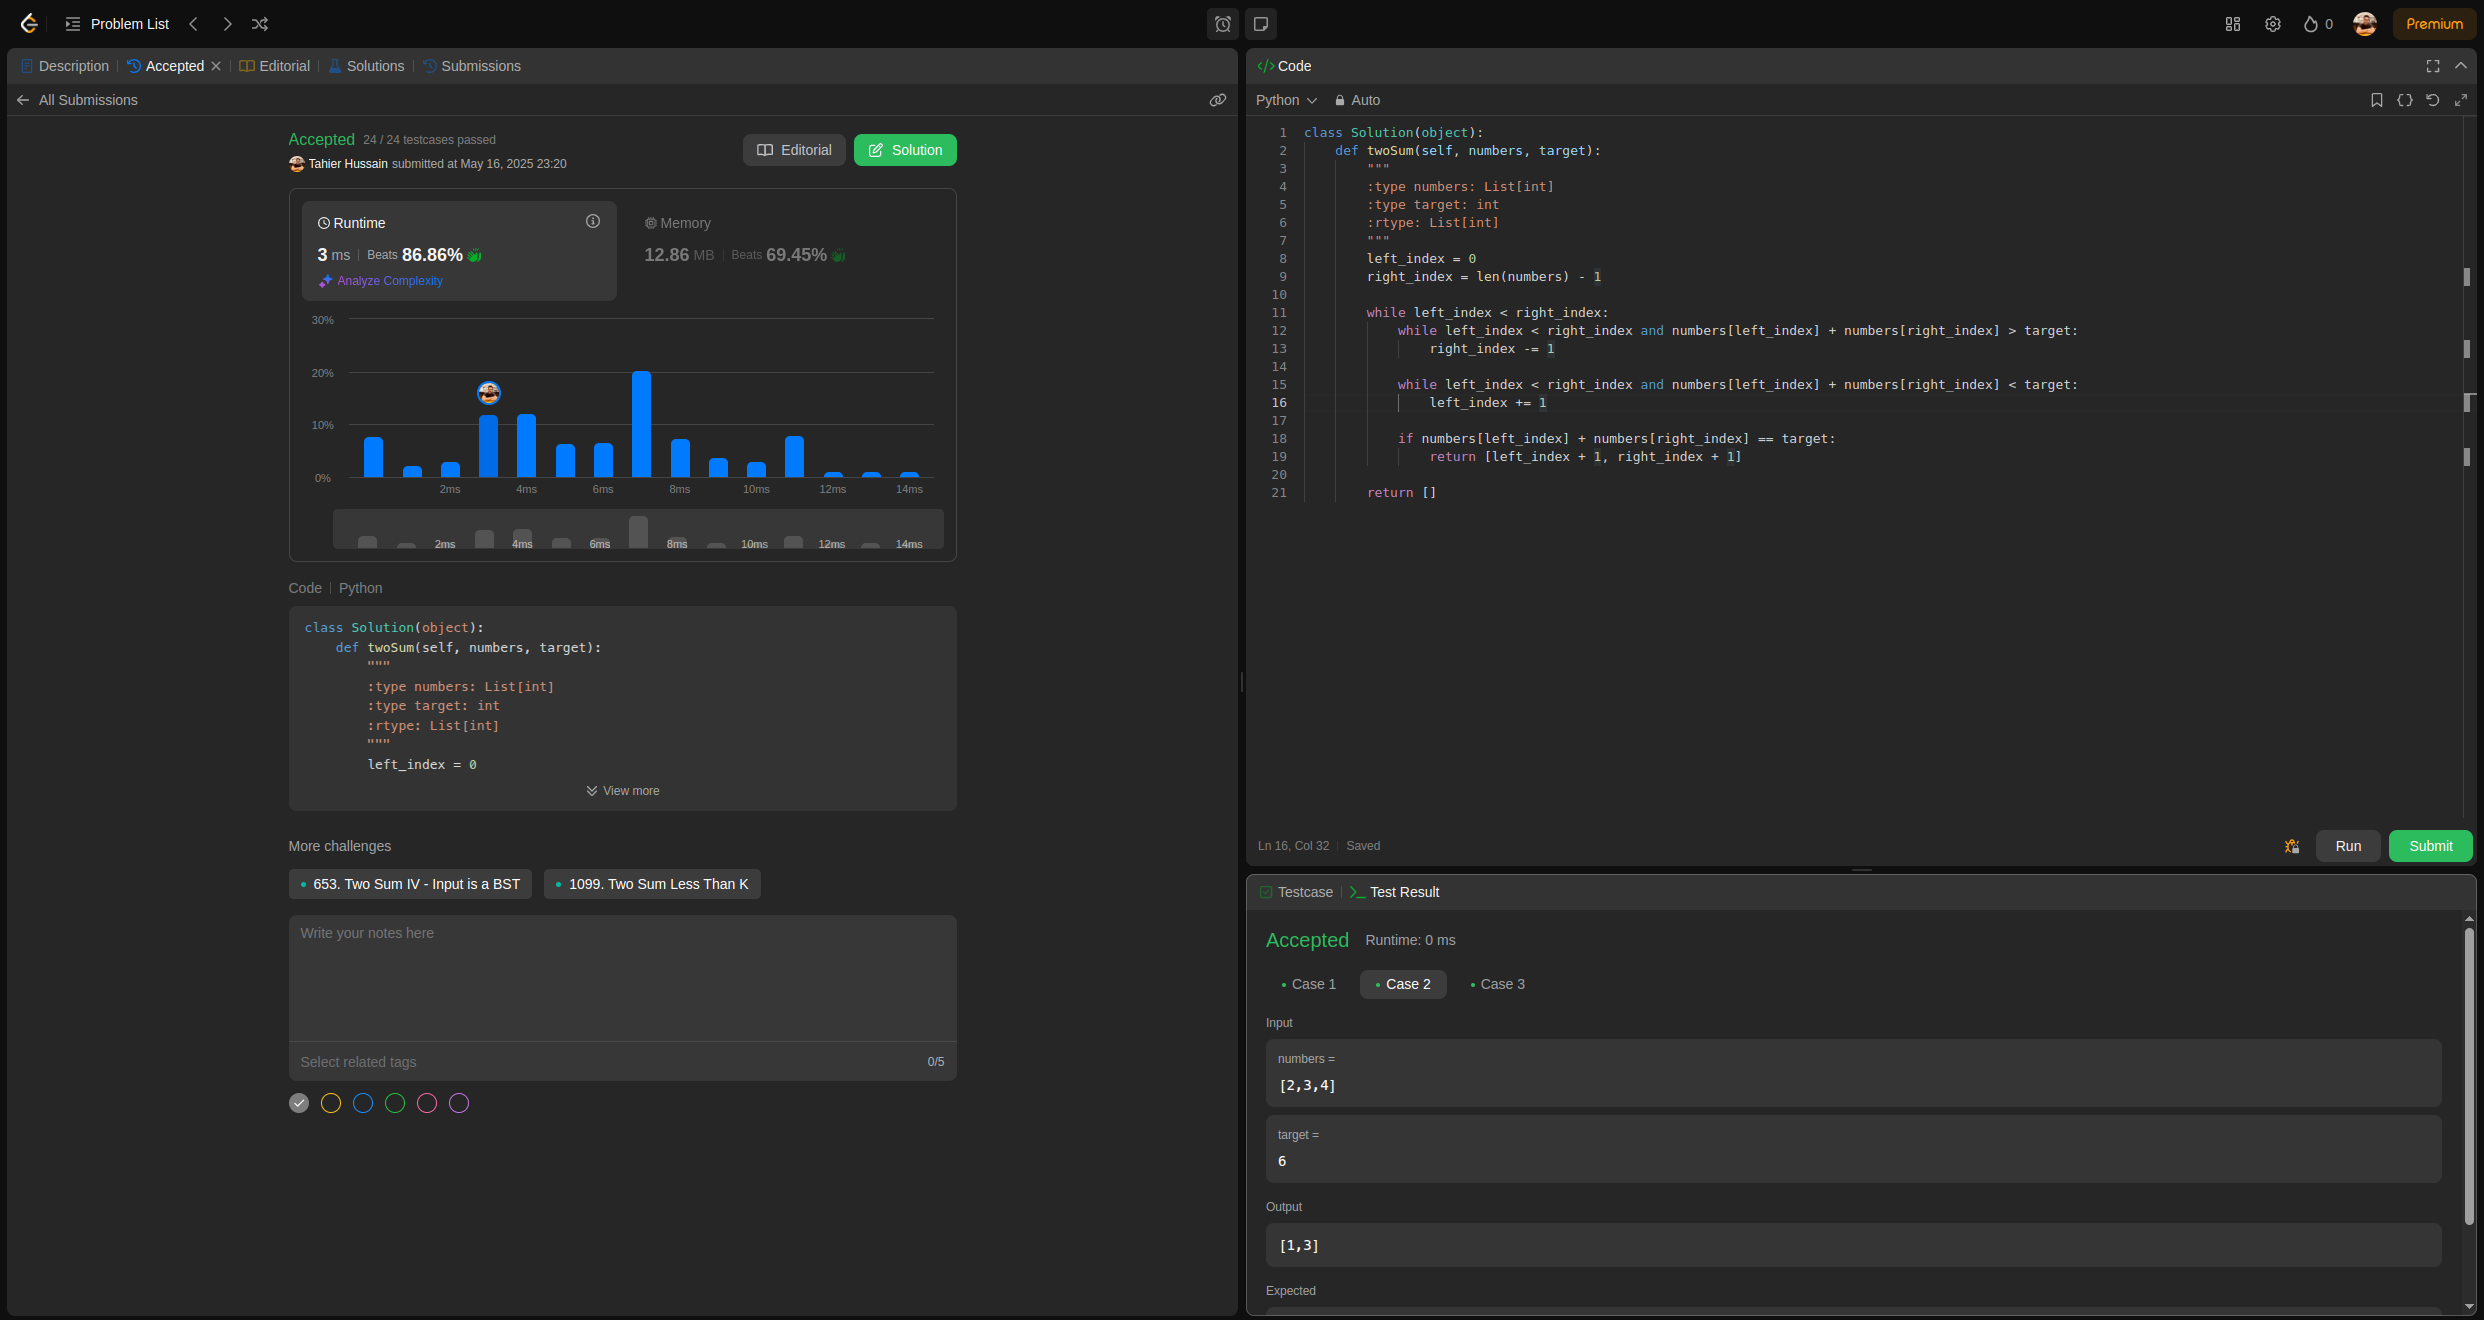 Problem List
0
Premium
Description
Accepted
Editorial
Solutions
Submissions
All Submissions
Accepted
24 / 24 testcases passed
Tahier Hussain submitted at May 16, 2025 23:20
Editorial
Solution
Runtime
3 ms
Beats 86.86%
Analyze Complexity
Memory
12.86 MB
Beats 69.45%
30%
20%
10%
0%
2ms 4ms 6ms 8ms 10ms 12ms 14ms
2ms 4ms 6ms 8ms 10ms 12ms 14ms
Code
Python
class Solution(object):
    def twoSum(self, numbers, target):
        """
        :type numbers: List[int]
        :type target: int
        :rtype: List[int]
        """
        left_index = 0
View more
More challenges
653. Two Sum IV - Input is a BST
1099. Two Sum Less Than K
Write your notes here
Select related tags
0/5
</> Code
Python
Auto
1 class Solution(object):
2     def twoSum(self, numbers, target):
3         """
4         :type numbers: List[int]
5         :type target: int
6         :rtype: List[int]
7         """
8         left_index = 0
9         right_index = len(numbers) - 1
10
11         while left_index < right_index:
12             while left_index < right_index and numbers[left_index] + numbers[right_index] > target:
13                 right_index -= 1
14
15             while left_index < right_index and numbers[left_index] + numbers[right_index] < target:
16                 left_index += 1
17
18             if numbers[left_index] + numbers[right_index] == target:
19                 return [left_index + 1, right_index + 1]
20
21         return []
Ln 16, Col 32
Saved
Run
Submit
Testcase
Test Result
Accepted
Runtime: 0 ms
Case 1
Case 2
Case 3
Input
numbers =
[2,3,4]
target =
6
Output
[1,3]
Expected